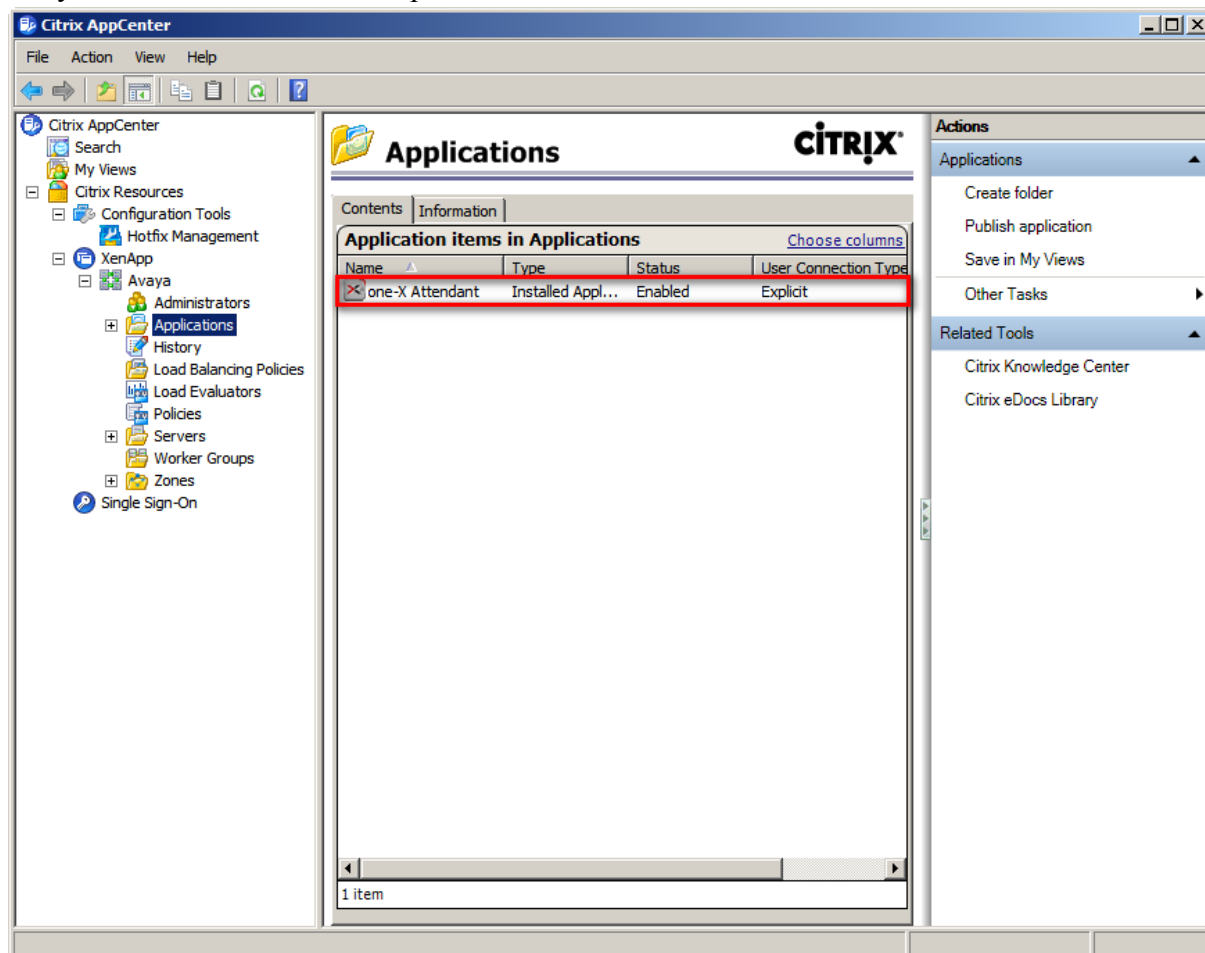 Citrix AppCenter
File Action View Help
Citrix AppCenter
Search
My Views
Citrix Resources
Configuration Tools
Hotfix Management
XenApp
Avaya
Administrators
Applications
History
Load Balancing Policies
Load Evaluators
Policies
Servers
Worker Groups
Zones
Single Sign-On
Applications
CITRIX
Contents Information
Application items in Applications Choose columns
Name Type Status User Connection Type
one-X Attendant Installed Appl... Enabled Explicit
1 item
Actions
Applications
Create folder
Publish application
Save in My Views
Other Tasks
Related Tools
Citrix Knowledge Center
Citrix eDocs Library